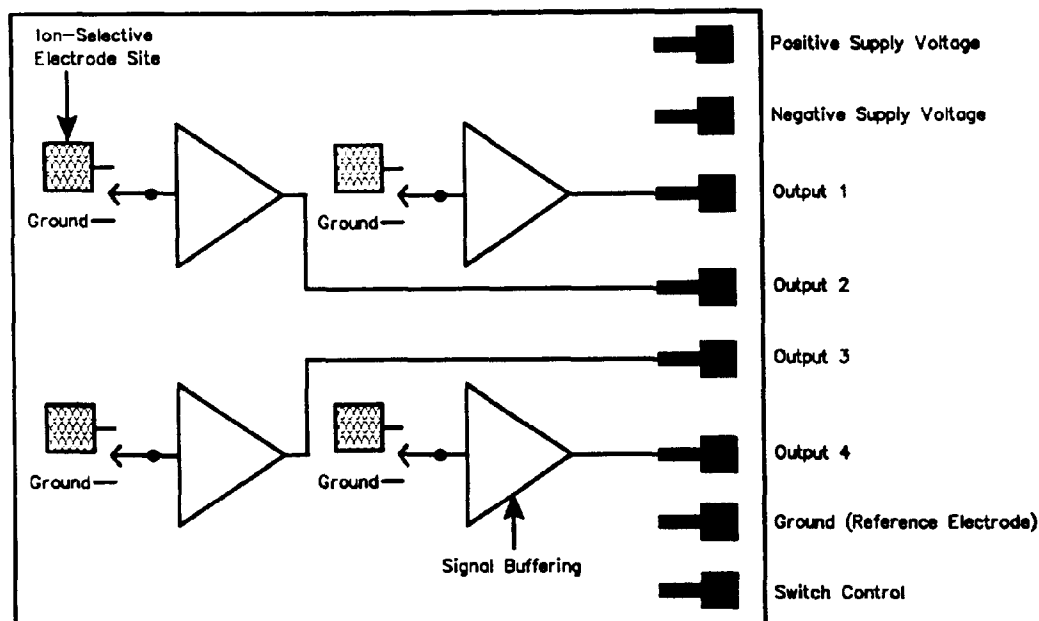 Ion-Selective
Electrode Site
Positive Supply Voltage
Negative Supply Voltage
Output 1
Ground
Ground
Output 2
Output 3
Output 4
Ground
Ground
Ground (Reference Electrode)
Signal Buffering
Switch Control